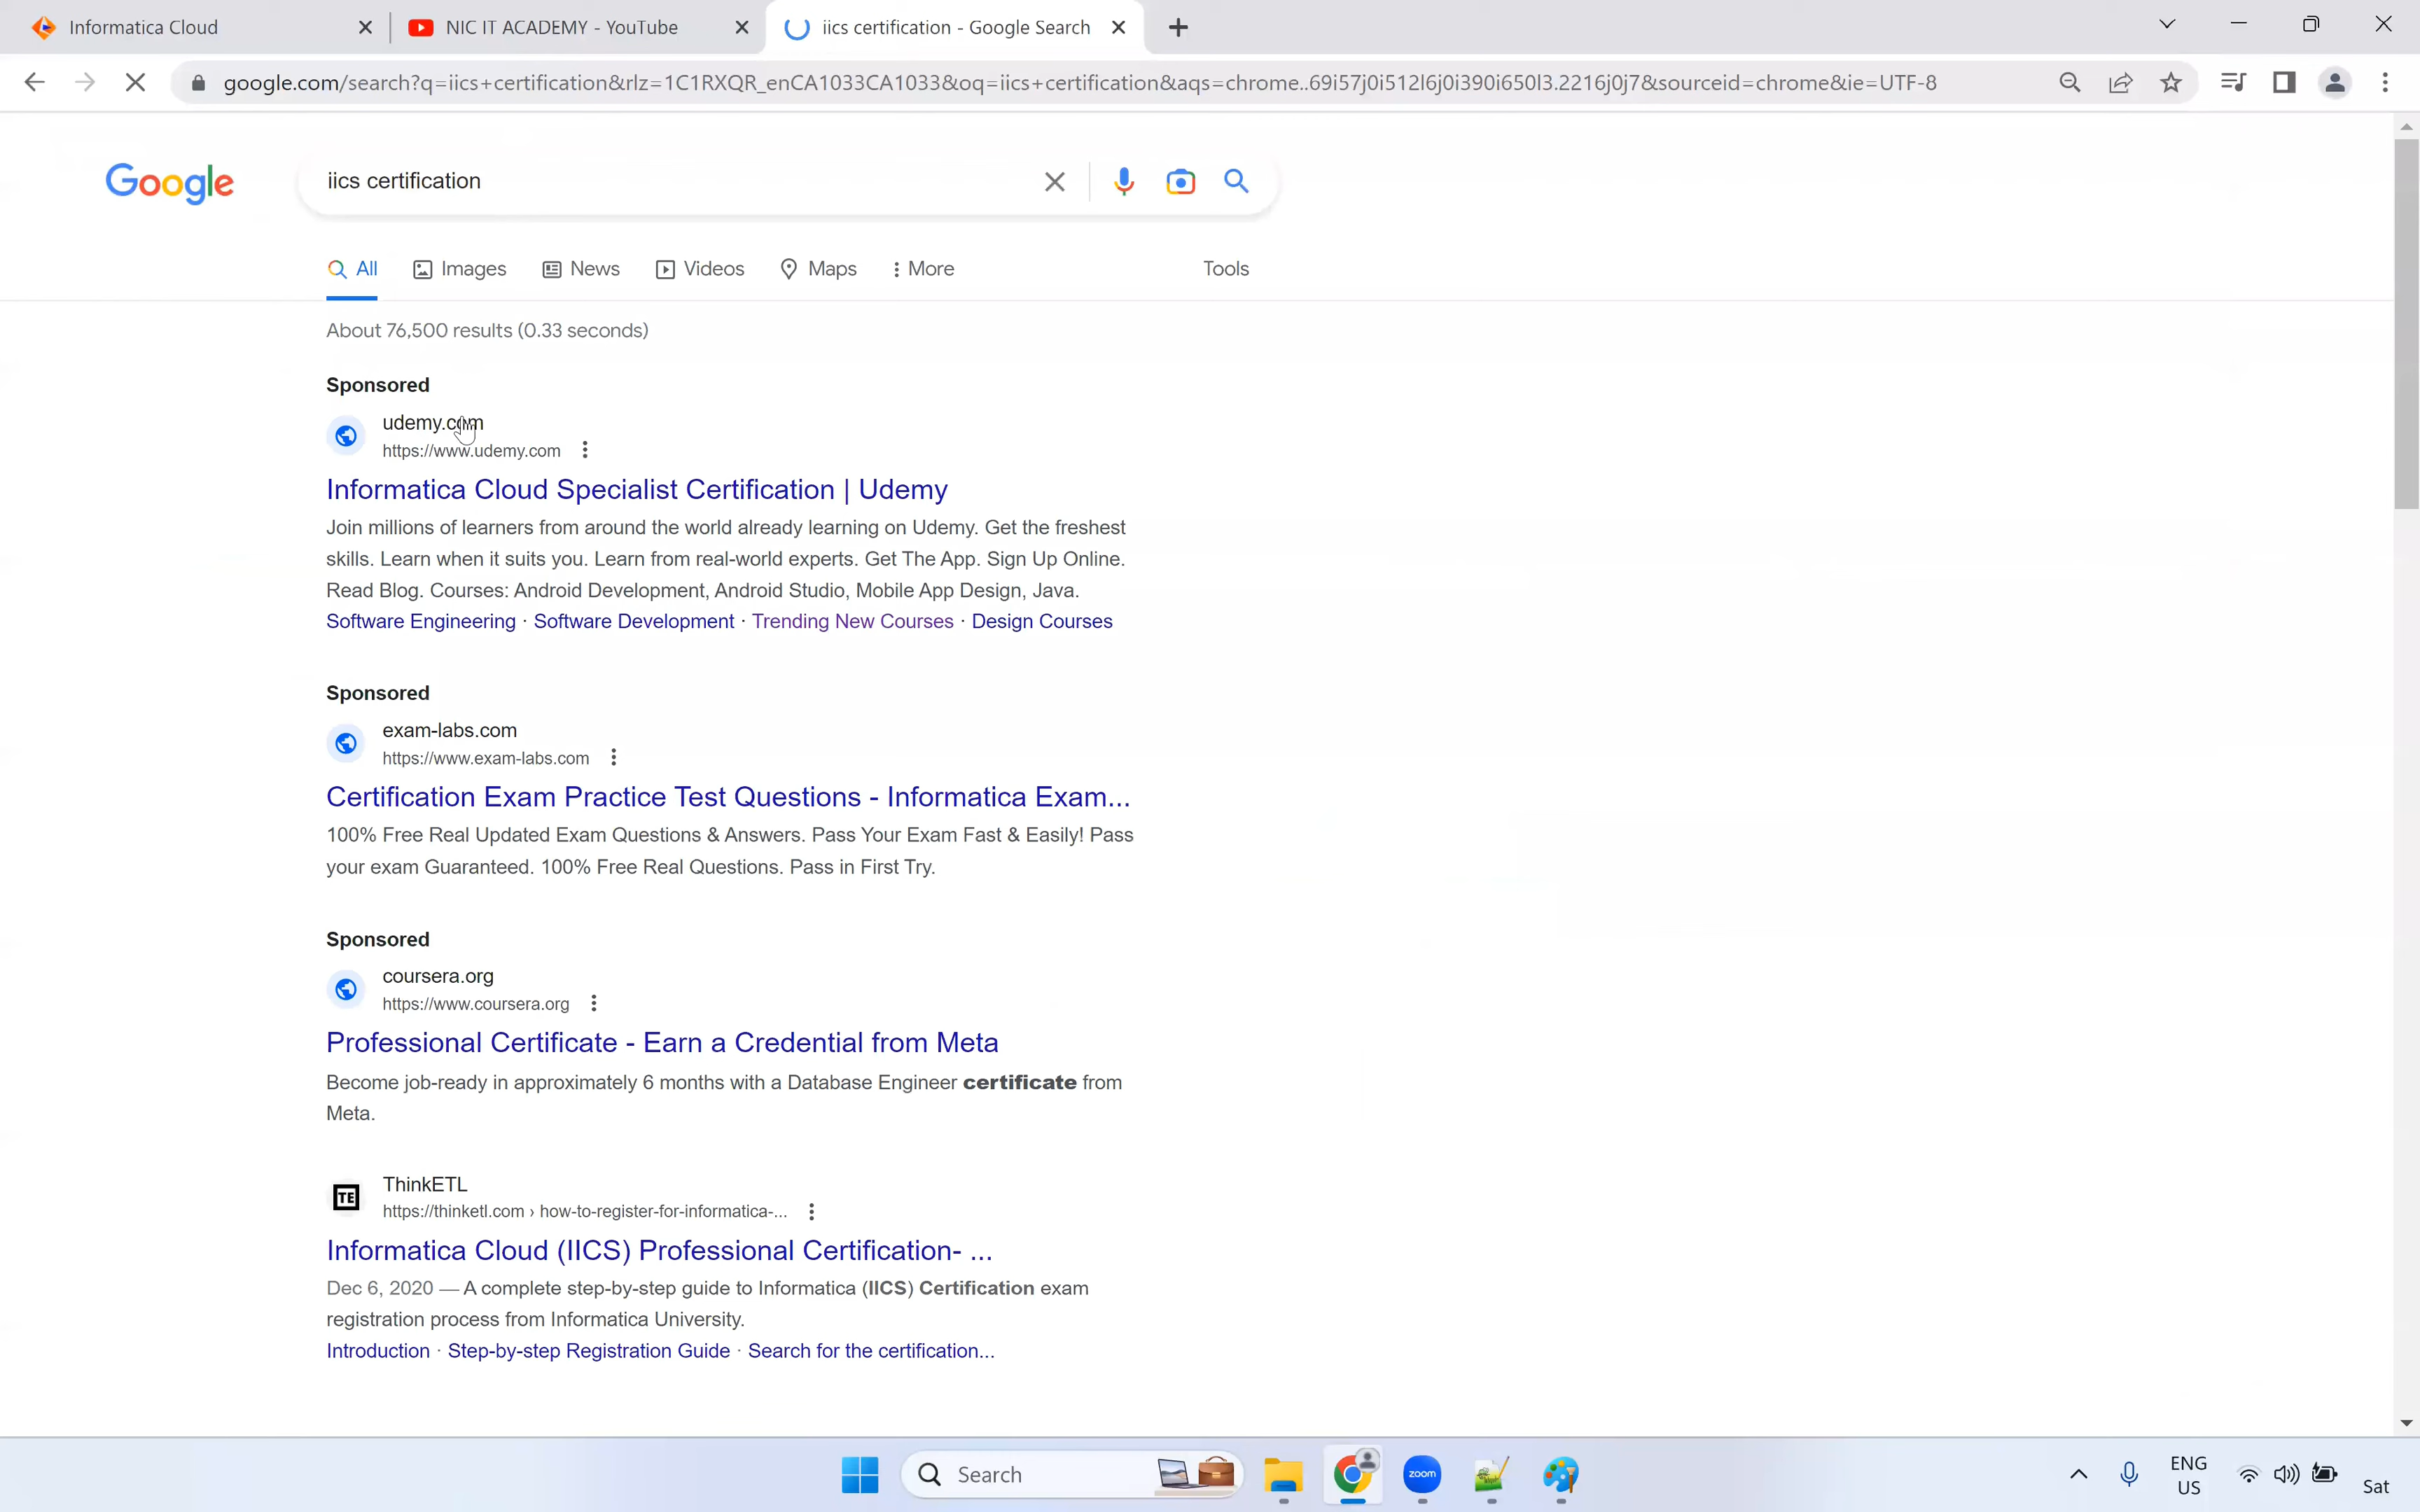 Informatica Cloud
NIC IT ACADEMY - YouTube
iics certification - Google Search
google.com/search?q=iics+certification&rlz=1C1RXQR_enCA1033CA1033&oq=iics+certification&aqs=chrome..69i57j0i512l6j0i390i650l3.2216j0j7&sourceid=chrome&ie=UTF-8
Google
iics certification
All
Images
News
Videos
Maps
More
Tools
About 76,500 results (0.33 seconds)
Sponsored
udemy.com
https://www.udemy.com
Informatica Cloud Specialist Certification | Udemy
Join millions of learners from around the world already learning on Udemy. Get the freshest
skills. Learn when it suits you. Learn from real-world experts. Get The App. Sign Up Online.
Read Blog. Courses: Android Development, Android Studio, Mobile App Design, Java.
Software Engineering · Software Development · Trending New Courses · Design Courses
Sponsored
exam-labs.com
https://www.exam-labs.com
Certification Exam Practice Test Questions - Informatica Exam...
100% Free Real Updated Exam Questions & Answers. Pass Your Exam Fast & Easily! Pass
your exam Guaranteed. 100% Free Real Questions. Pass in First Try.
Sponsored
coursera.org
https://www.coursera.org
Professional Certificate - Earn a Credential from Meta
Become job-ready in approximately 6 months with a Database Engineer certificate from
Meta.
TE
ThinkETL
https://thinketl.com › how-to-register-for-informatica-...
Informatica Cloud (IICS) Professional Certification- ...
Dec 6, 2020 — A complete step-by-step guide to Informatica (IICS) Certification exam
registration process from Informatica University.
Introduction · Step-by-step Registration Guide · Search for the certification...
Search
zoom
ENG
US
Sat